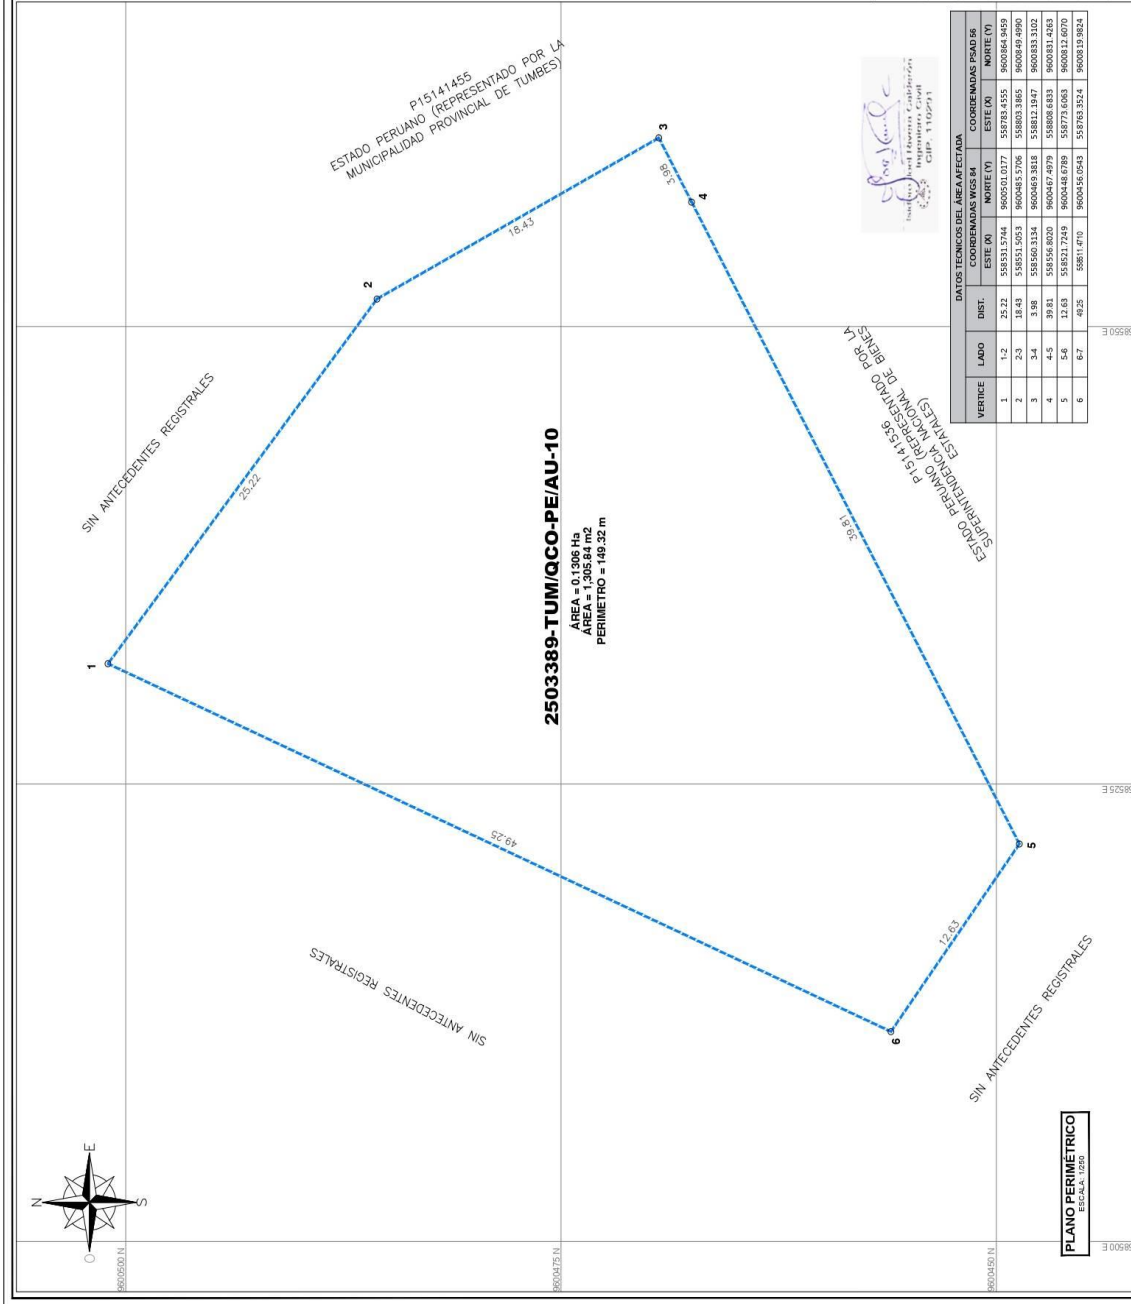 N
E
S
O
9600500 N
9600475 N
9600450 N
58550 E
58525 E
58500 E
1
2
3
4
5
6
25.22
18.43
3.98
39.81
12.63
49.25
SIN ANTECEDENTES REGISTRALES
P15141455
ESTADO PERUANO (REPRESENTADO POR LA
MUNICIPALIDAD PROVINCIAL DE TUMBES)
SIN ANTECEDENTES REGISTRALES
2503389-TUM/QCO-PE/AU-10
ÁREA = 0.1306 Ha
ÁREA = 1,305.84 m2
PERIMETRO = 149.32 m
P15141536
ESTADO PERUANO (REPRESENTADO POR LA
SUPERINTENDENCIA NACIONAL DE BIENES
ESTATALES)
SIN ANTECEDENTES REGISTRALES
Ingeniero Civil
CIP. 110291
DATOS TECNICOS DEL ÁREA AFECTADA
VERTICE LADO DIST. COORDENADAS WGS 84 COORDENADAS PSAD 56
ESTE (X) NORTE (Y) ESTE (X) NORTE (Y)
1 1-2 25.22 558531.5744 9600501.0177 558783.4555 9600864.9459
2 2-3 18.43 558551.5053 9600485.5706 558803.3865 9600849.4990
3 3-4 3.98 558560.3134 9600469.3818 558812.1947 9600833.3102
4 4-5 39.81 558556.8020 9600467.4979 558808.6833 9600831.4263
5 5-6 12.63 558521.7249 9600448.6789 558773.6063 9600812.6070
6 6-7 49.25 558511.4710 9600456.0543 558763.3524 9600819.9824
PLANO PERIMÉTRICO
ESCALA: 1/250